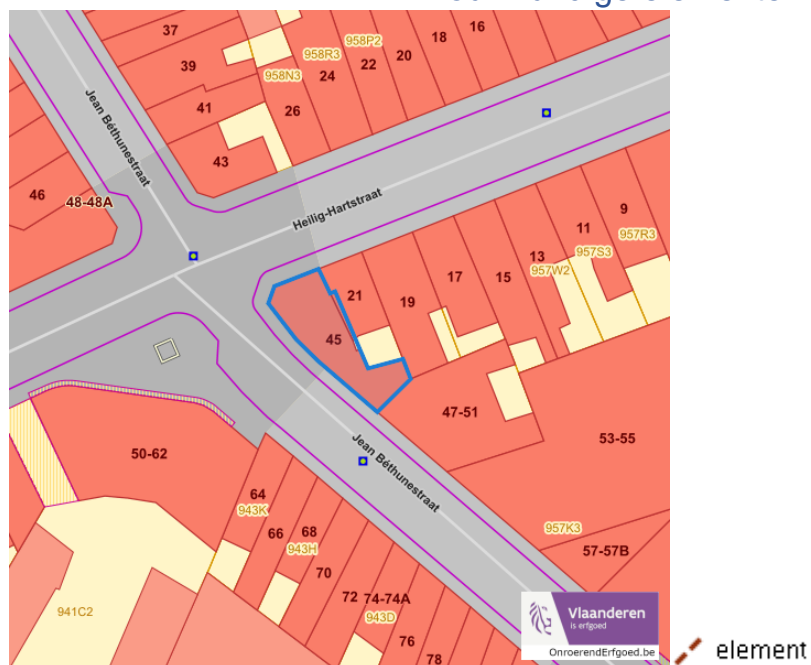 37
39
41
43
958N3
26
958R3
24
958P2
22
20
18
16
Jean Béthunestraat
46
48-48A
Heilig-Hartstraat
9
11
957R3
957S3
13
957W2
15
17
19
21
45
47-51
53-55
957K3
57-57B
Jean Béthunestraat
50-62
64
943K
66
68
943H
70
72
74-74A
943D
76
78
941C2
Vlaanderen
is erfgoed
OnroerendErfgoed.be
element